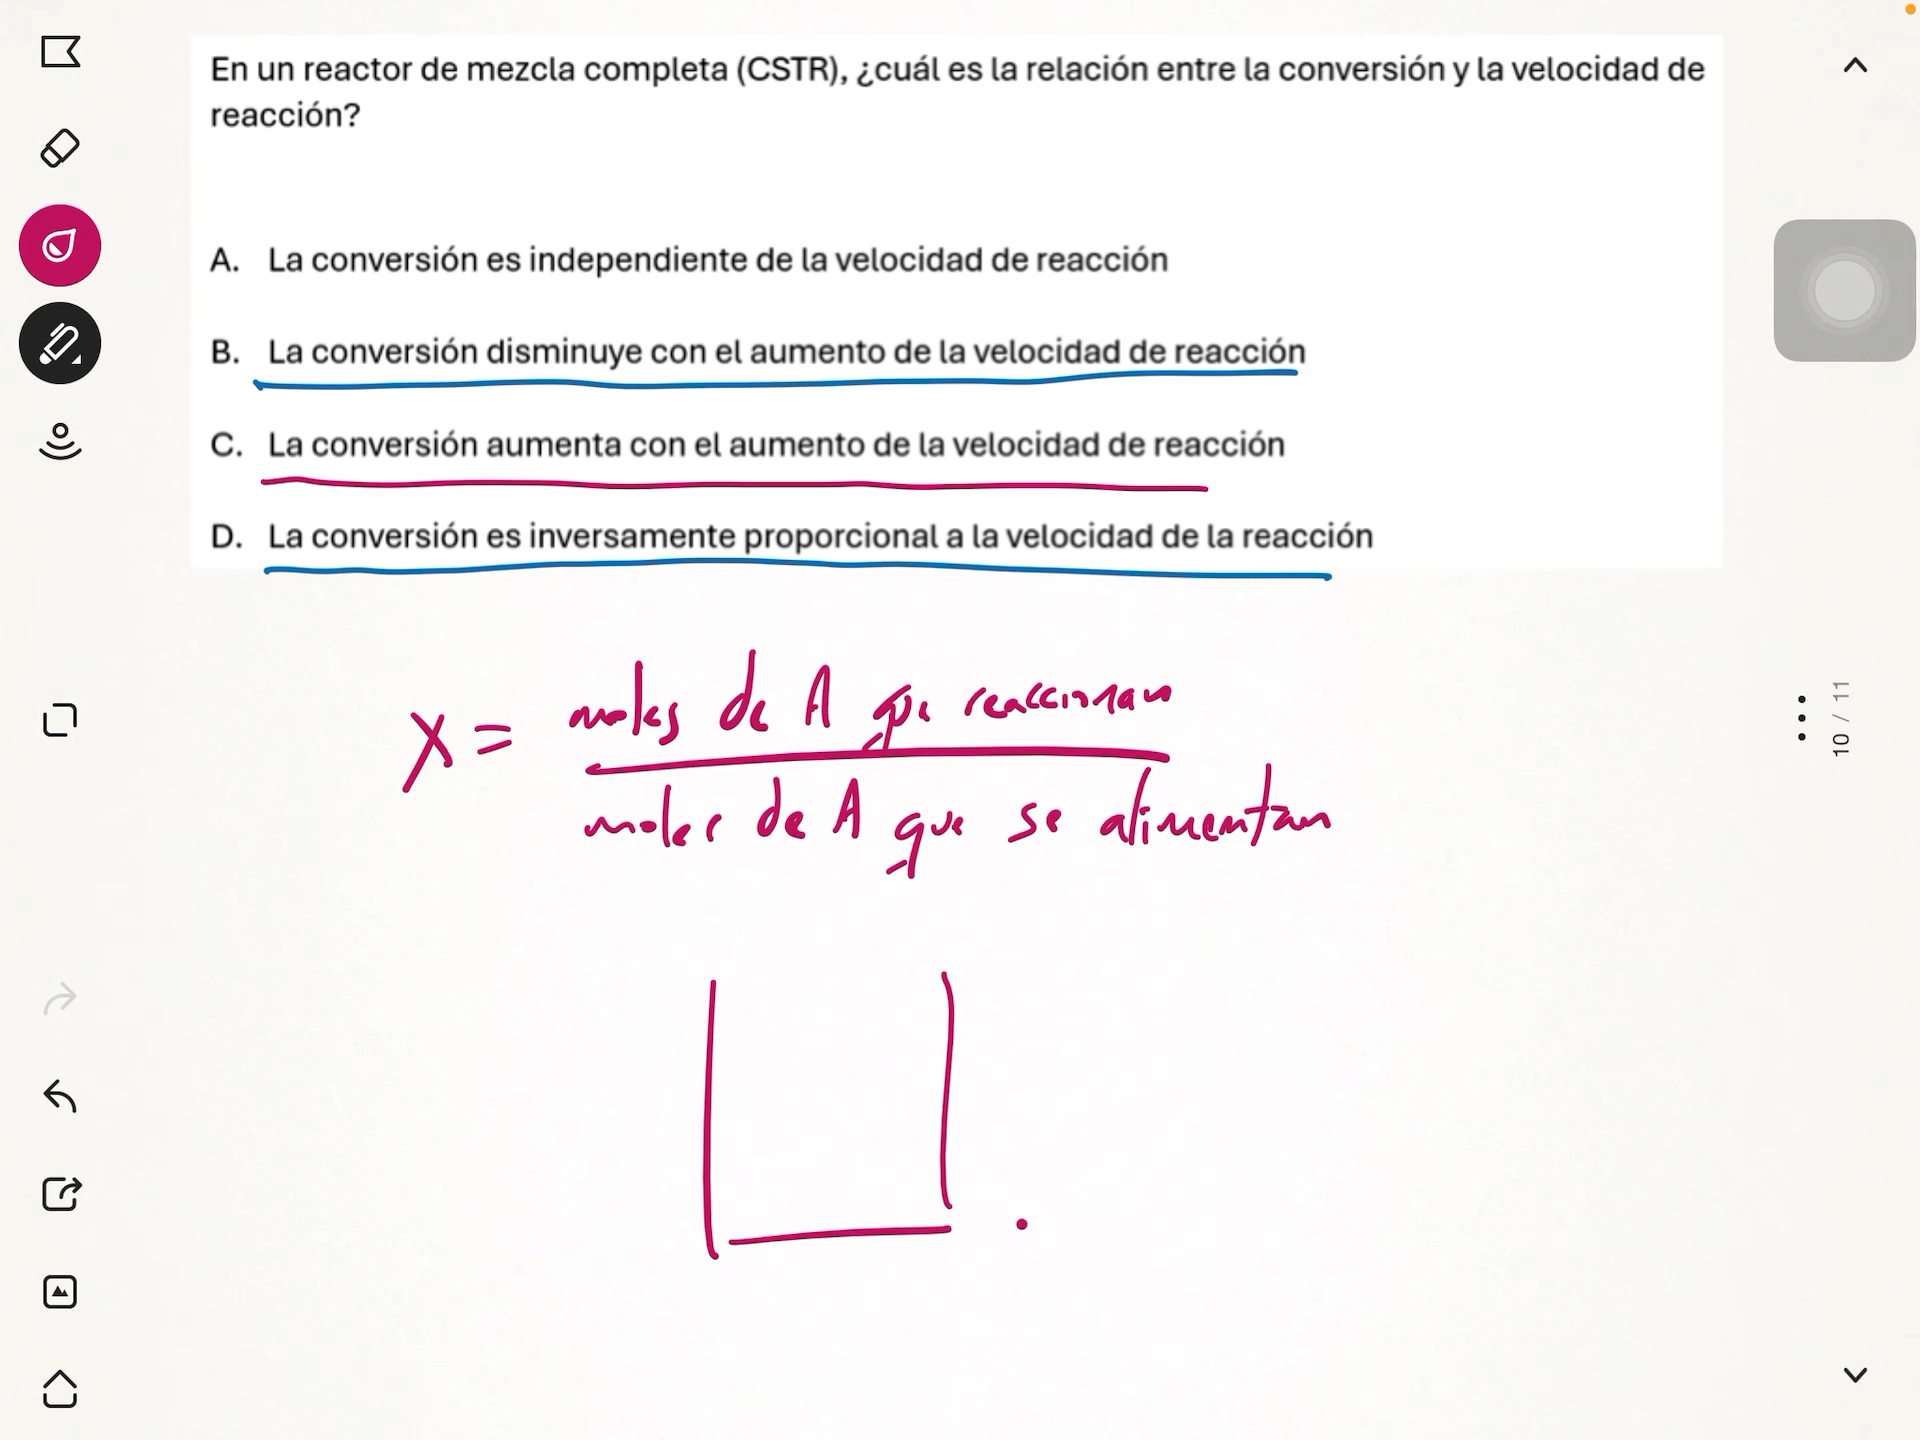 En un reactor de mezcla completa (CSTR), ¿cuál es la relación entre la conversión y la velocidad de
reacción?
A. La conversión es independiente de la velocidad de reacción
B. La conversión disminuye con el aumento de la velocidad de reacción
C. La conversión aumenta con el aumento de la velocidad de reacción
D. La conversión es inversamente proporcional a la velocidad de la reacción
X = moles de A que reaccionan
moles de A que se alimentan
10 / 11